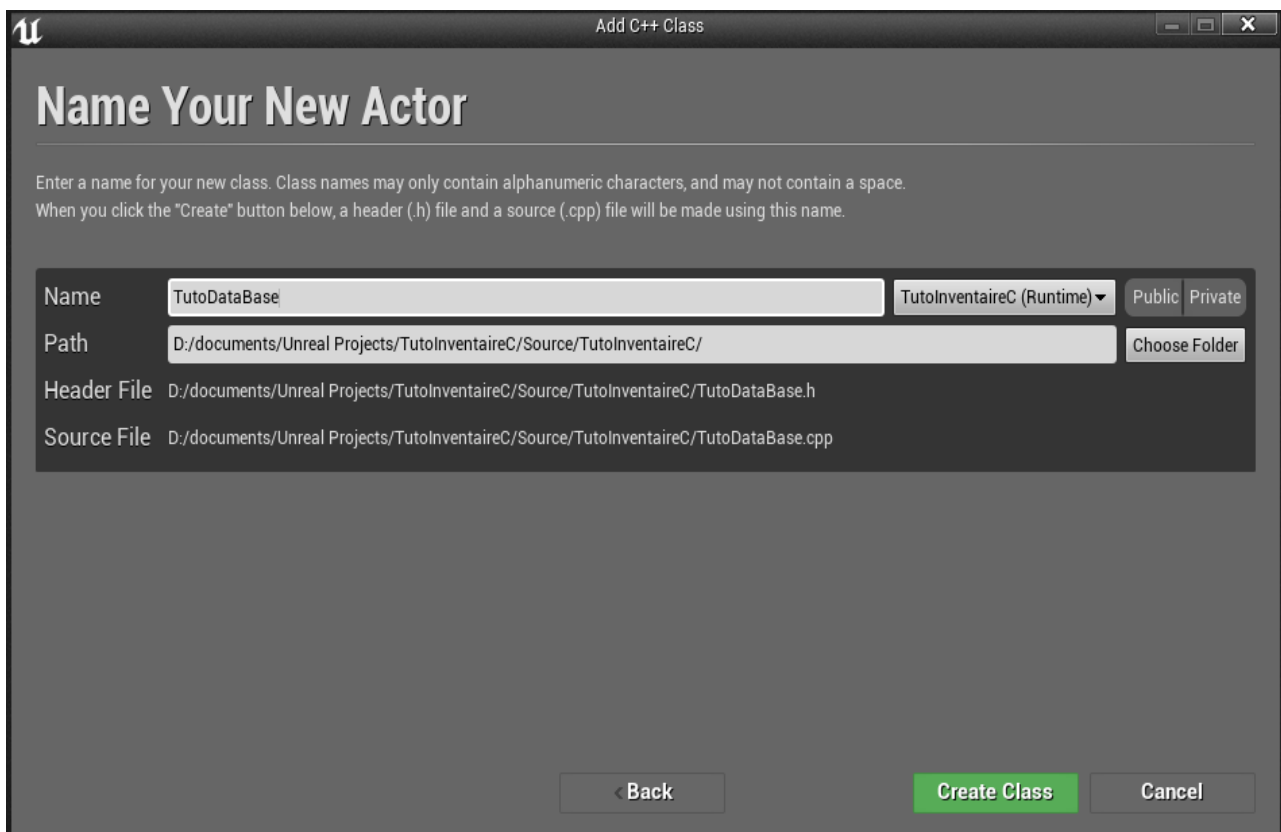 Add C++ Class
Name Your New Actor
Enter a name for your new class. Class names may only contain alphanumeric characters, and may not contain a space.
When you click the "Create" button below, a header (.h) file and a source (.cpp) file will be made using this name.
Name TutoDataBase TutoInventaireC (Runtime) Public Private
Path D:/documents/Unreal Projects/TutoInventaireC/Source/TutoInventaireC/ Choose Folder
Header File D:/documents/Unreal Projects/TutoInventaireC/Source/TutoInventaireC/TutoDataBase.h
Source File D:/documents/Unreal Projects/TutoInventaireC/Source/TutoInventaireC/TutoDataBase.cpp
Back Create Class Cancel